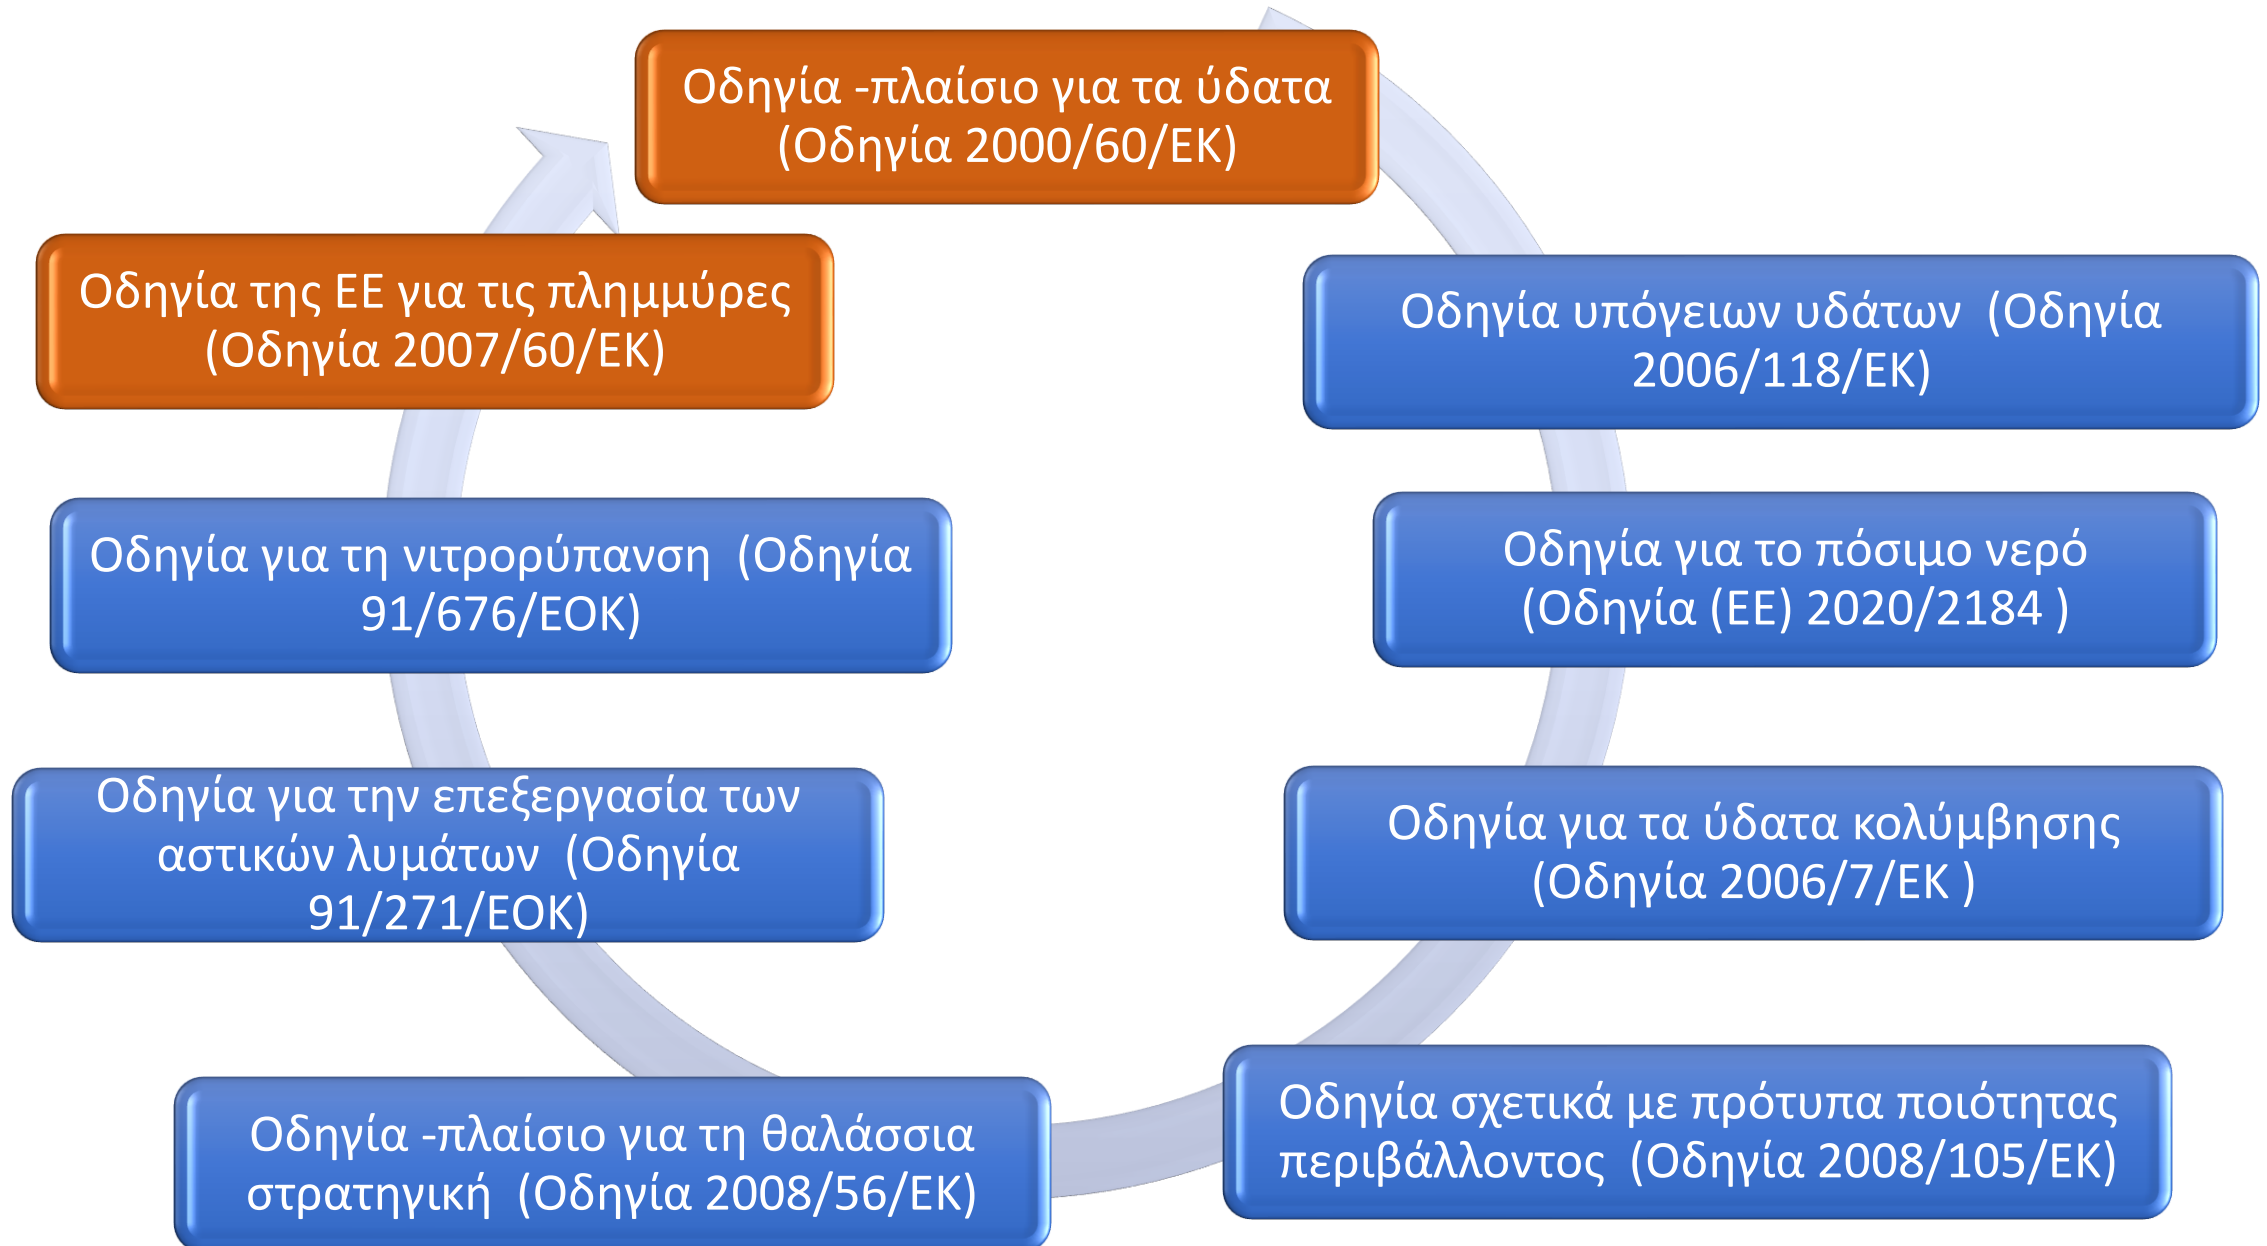 Οδηγία -πλαίσιο για τα ύδατα
(Οδηγία 2000/60/ΕΚ)
Οδηγία υπόγειων υδάτων (Οδηγία
2006/118/ΕΚ)
Οδηγία για το πόσιμο νερό
(Οδηγία (ΕΕ) 2020/2184 )
Οδηγία για τα ύδατα κολύμβησης
(Οδηγία 2006/7/ΕΚ )
Οδηγία σχετικά με πρότυπα ποιότητας
περιβάλλοντος (Οδηγία 2008/105/ΕΚ)
Οδηγία -πλαίσιο για τη θαλάσσια
στρατηγική (Οδηγία 2008/56/ΕΚ)
Οδηγία για την επεξεργασία των
αστικών λυμάτων (Οδηγία
91/271/ΕΟΚ)
Οδηγία για τη νιτρορύπανση (Οδηγία
91/676/ΕΟΚ)
Οδηγία της ΕΕ για τις πλημμύρες
(Οδηγία 2007/60/ΕΚ)